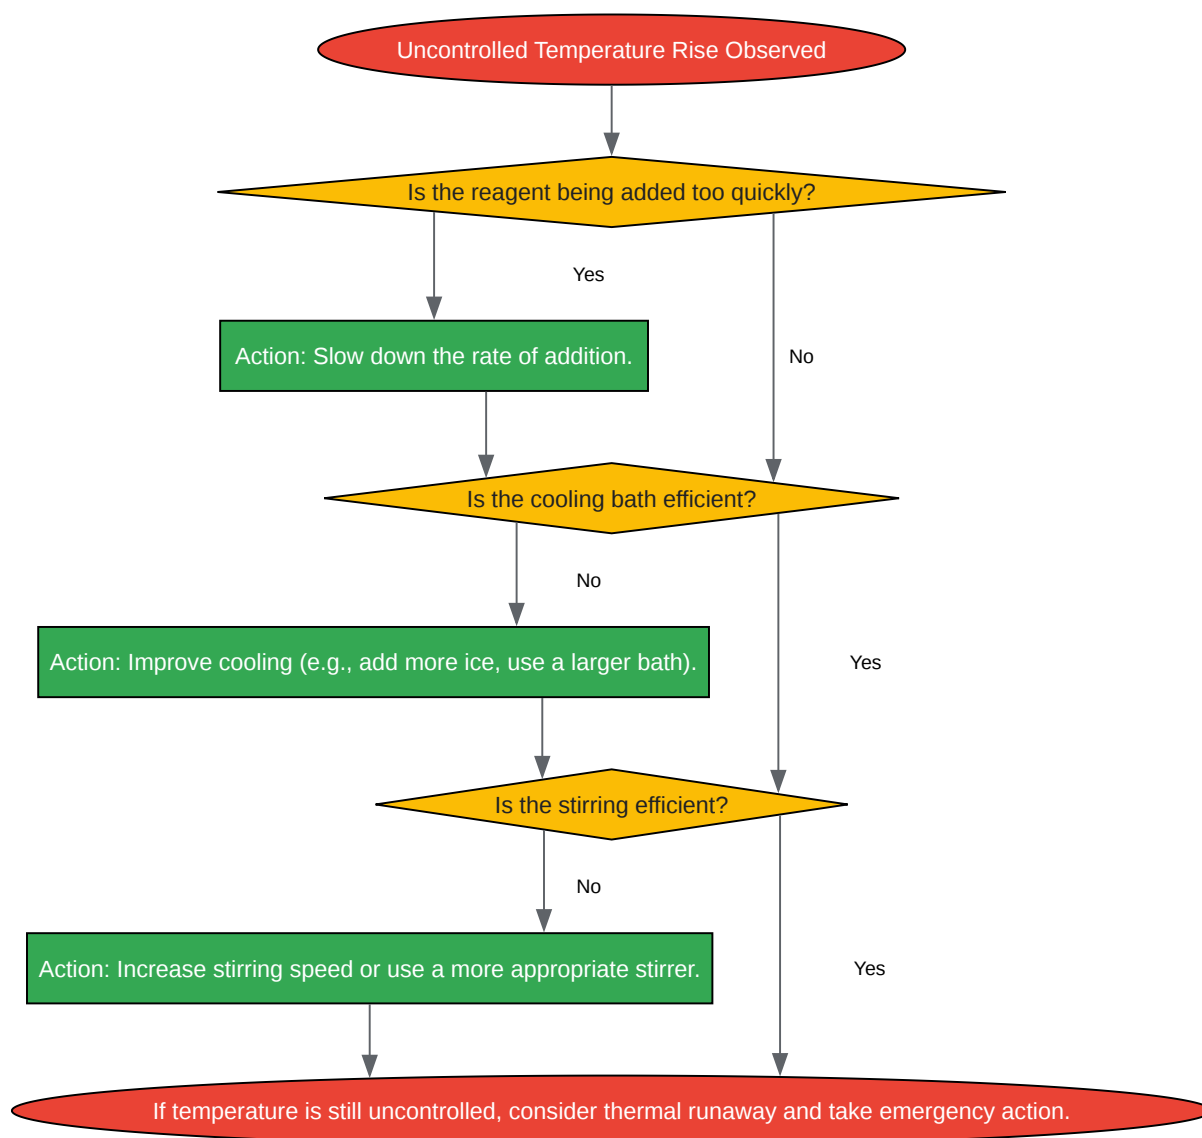 Uncontrolled Temperature Rise Observed
Is the reagent being added too quickly?
Yes
Action: Slow down the rate of addition.
No
Is the cooling bath efficient?
No
Action: Improve cooling (e.g., add more ice, use a larger bath).
Yes
Is the stirring efficient?
No
Action: Increase stirring speed or use a more appropriate stirrer.
Yes
If temperature is still uncontrolled, consider thermal runaway and take emergency action.